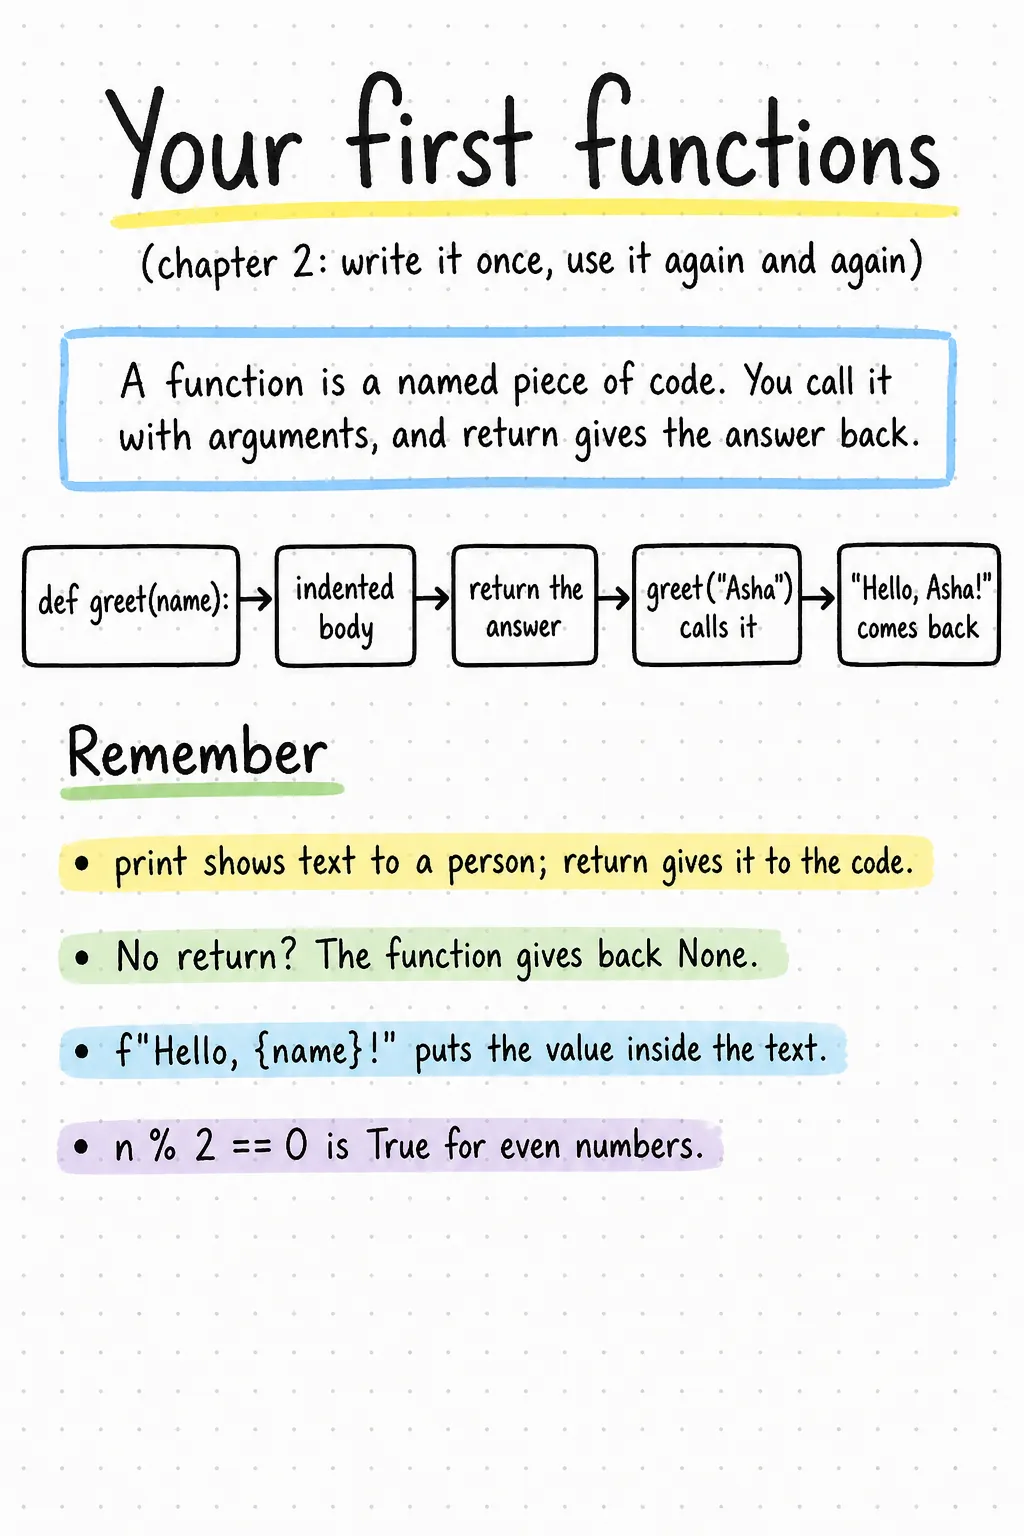 Your first functions
(chapter 2: write it once, use it again and again)
A function is a named piece of code. You call it
with arguments, and return gives the answer back.
def greet(name):
indented
body
return the
answer
greet("Asha")
calls it
"Hello, Asha!"
comes back
Remember
• print shows text to a person; return gives it to the code.
• No return? The function gives back None.
• f"Hello, {name}!" puts the value inside the text.
• n % 2 == 0 is True for even numbers.